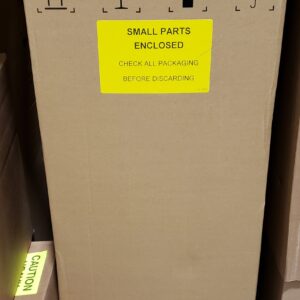 SMALL PARTS
ENCLOSED
CHECK ALL PACKAGING
BEFORE DISCARDING
CAUTION